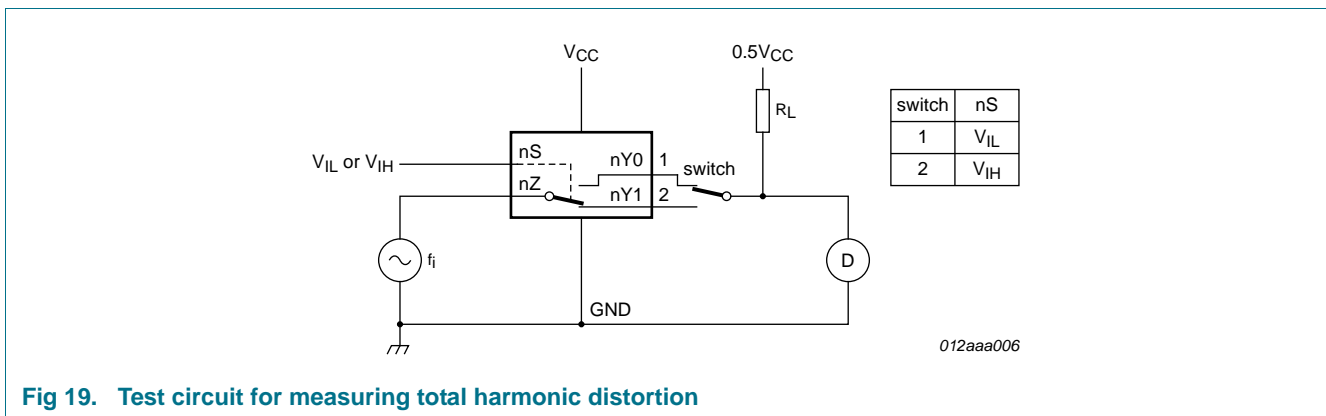 VCC
0.5VCC
RL
switch nS
1 VIL
2 VIH
VIL or VIH
nS
nY0 1
switch
nZ
nY1 2
fi
D
GND
012aaa006
Fig 19. Test circuit for measuring total harmonic distortion